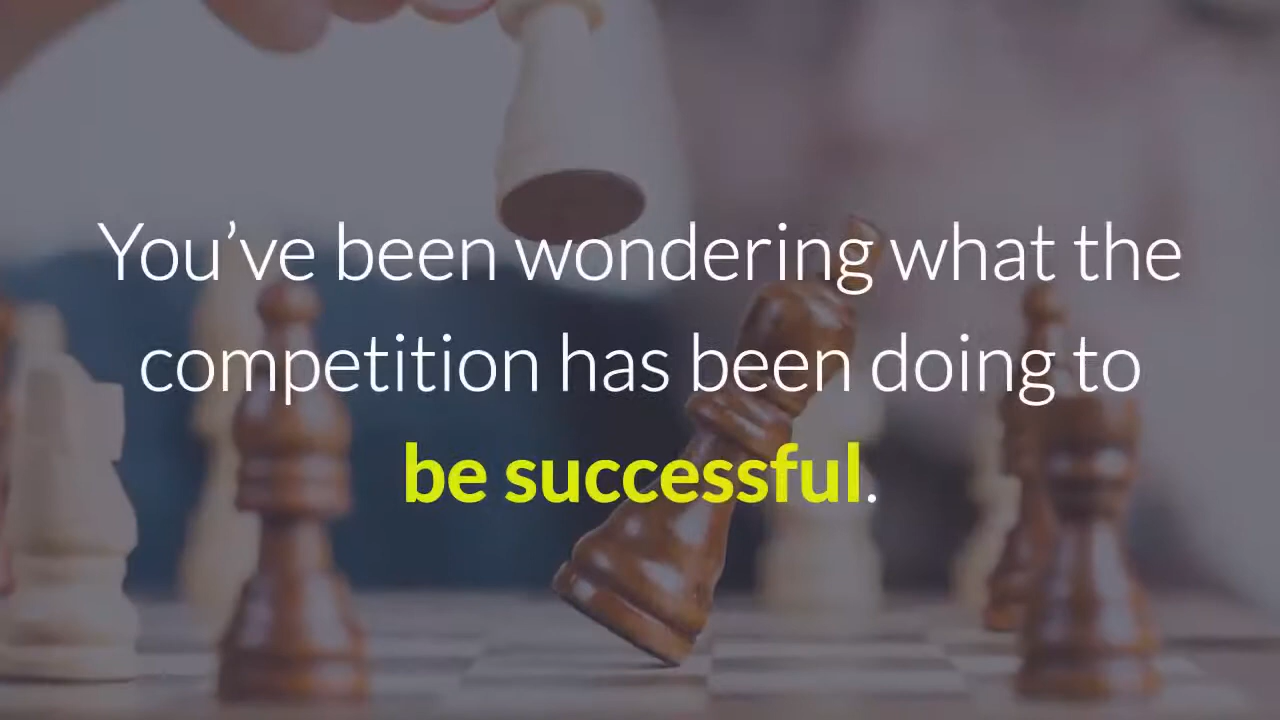 You’ve been wondering what the
competition has been doing to
be successful.